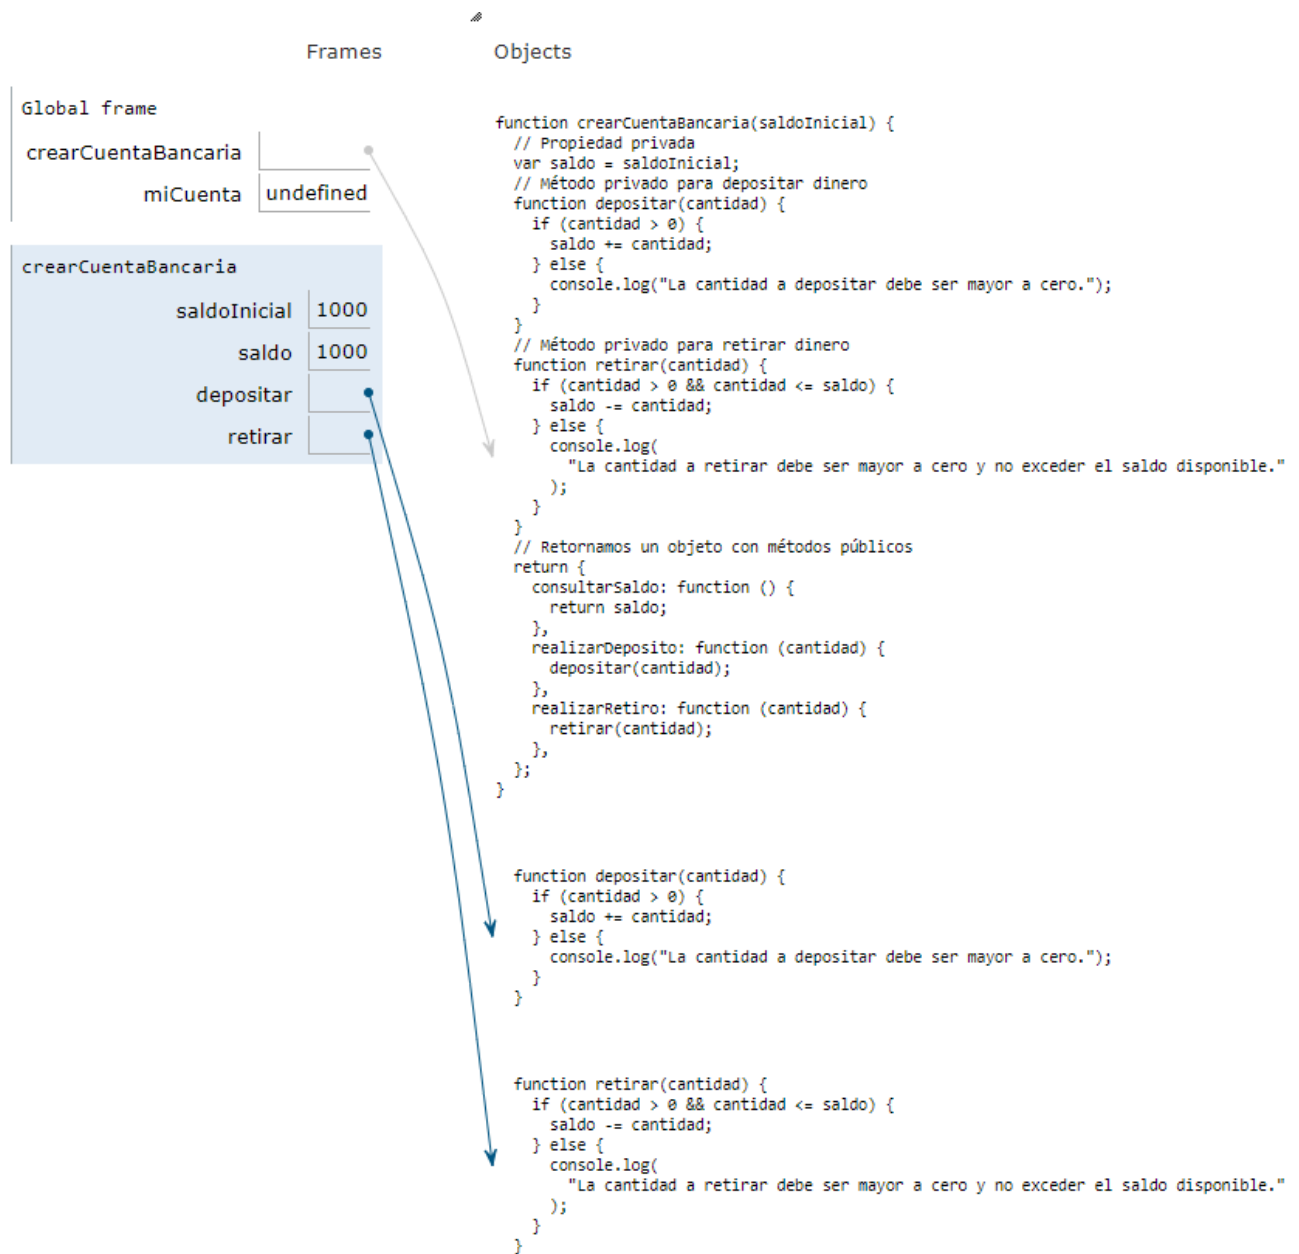 Frames Objects
Global frame
crearCuentaBancaria
miCuenta undefined
crearCuentaBancaria
saldoInicial 1000
saldo 1000
depositar
retirar
function crearCuentaBancaria(saldoInicial) {
  // Propiedad privada
  var saldo = saldoInicial;
  // Método privado para depositar dinero
  function depositar(cantidad) {
    if (cantidad > 0) {
      saldo += cantidad;
    } else {
      console.log("La cantidad a depositar debe ser mayor a cero.");
    }
  }
  // Método privado para retirar dinero
  function retirar(cantidad) {
    if (cantidad > 0 && cantidad <= saldo) {
      saldo -= cantidad;
    } else {
      console.log(
        "La cantidad a retirar debe ser mayor a cero y no exceder el saldo disponible."
      );
    }
  }
  // Retornamos un objeto con métodos públicos
  return {
    consultarSaldo: function () {
      return saldo;
    },
    realizarDeposito: function (cantidad) {
      depositar(cantidad);
    },
    realizarRetiro: function (cantidad) {
      retirar(cantidad);
    },
  };
}
function depositar(cantidad) {
    if (cantidad > 0) {
      saldo += cantidad;
    } else {
      console.log("La cantidad a depositar debe ser mayor a cero.");
    }
  }
function retirar(cantidad) {
    if (cantidad > 0 && cantidad <= saldo) {
      saldo -= cantidad;
    } else {
      console.log(
        "La cantidad a retirar debe ser mayor a cero y no exceder el saldo disponible."
      );
    }
  }